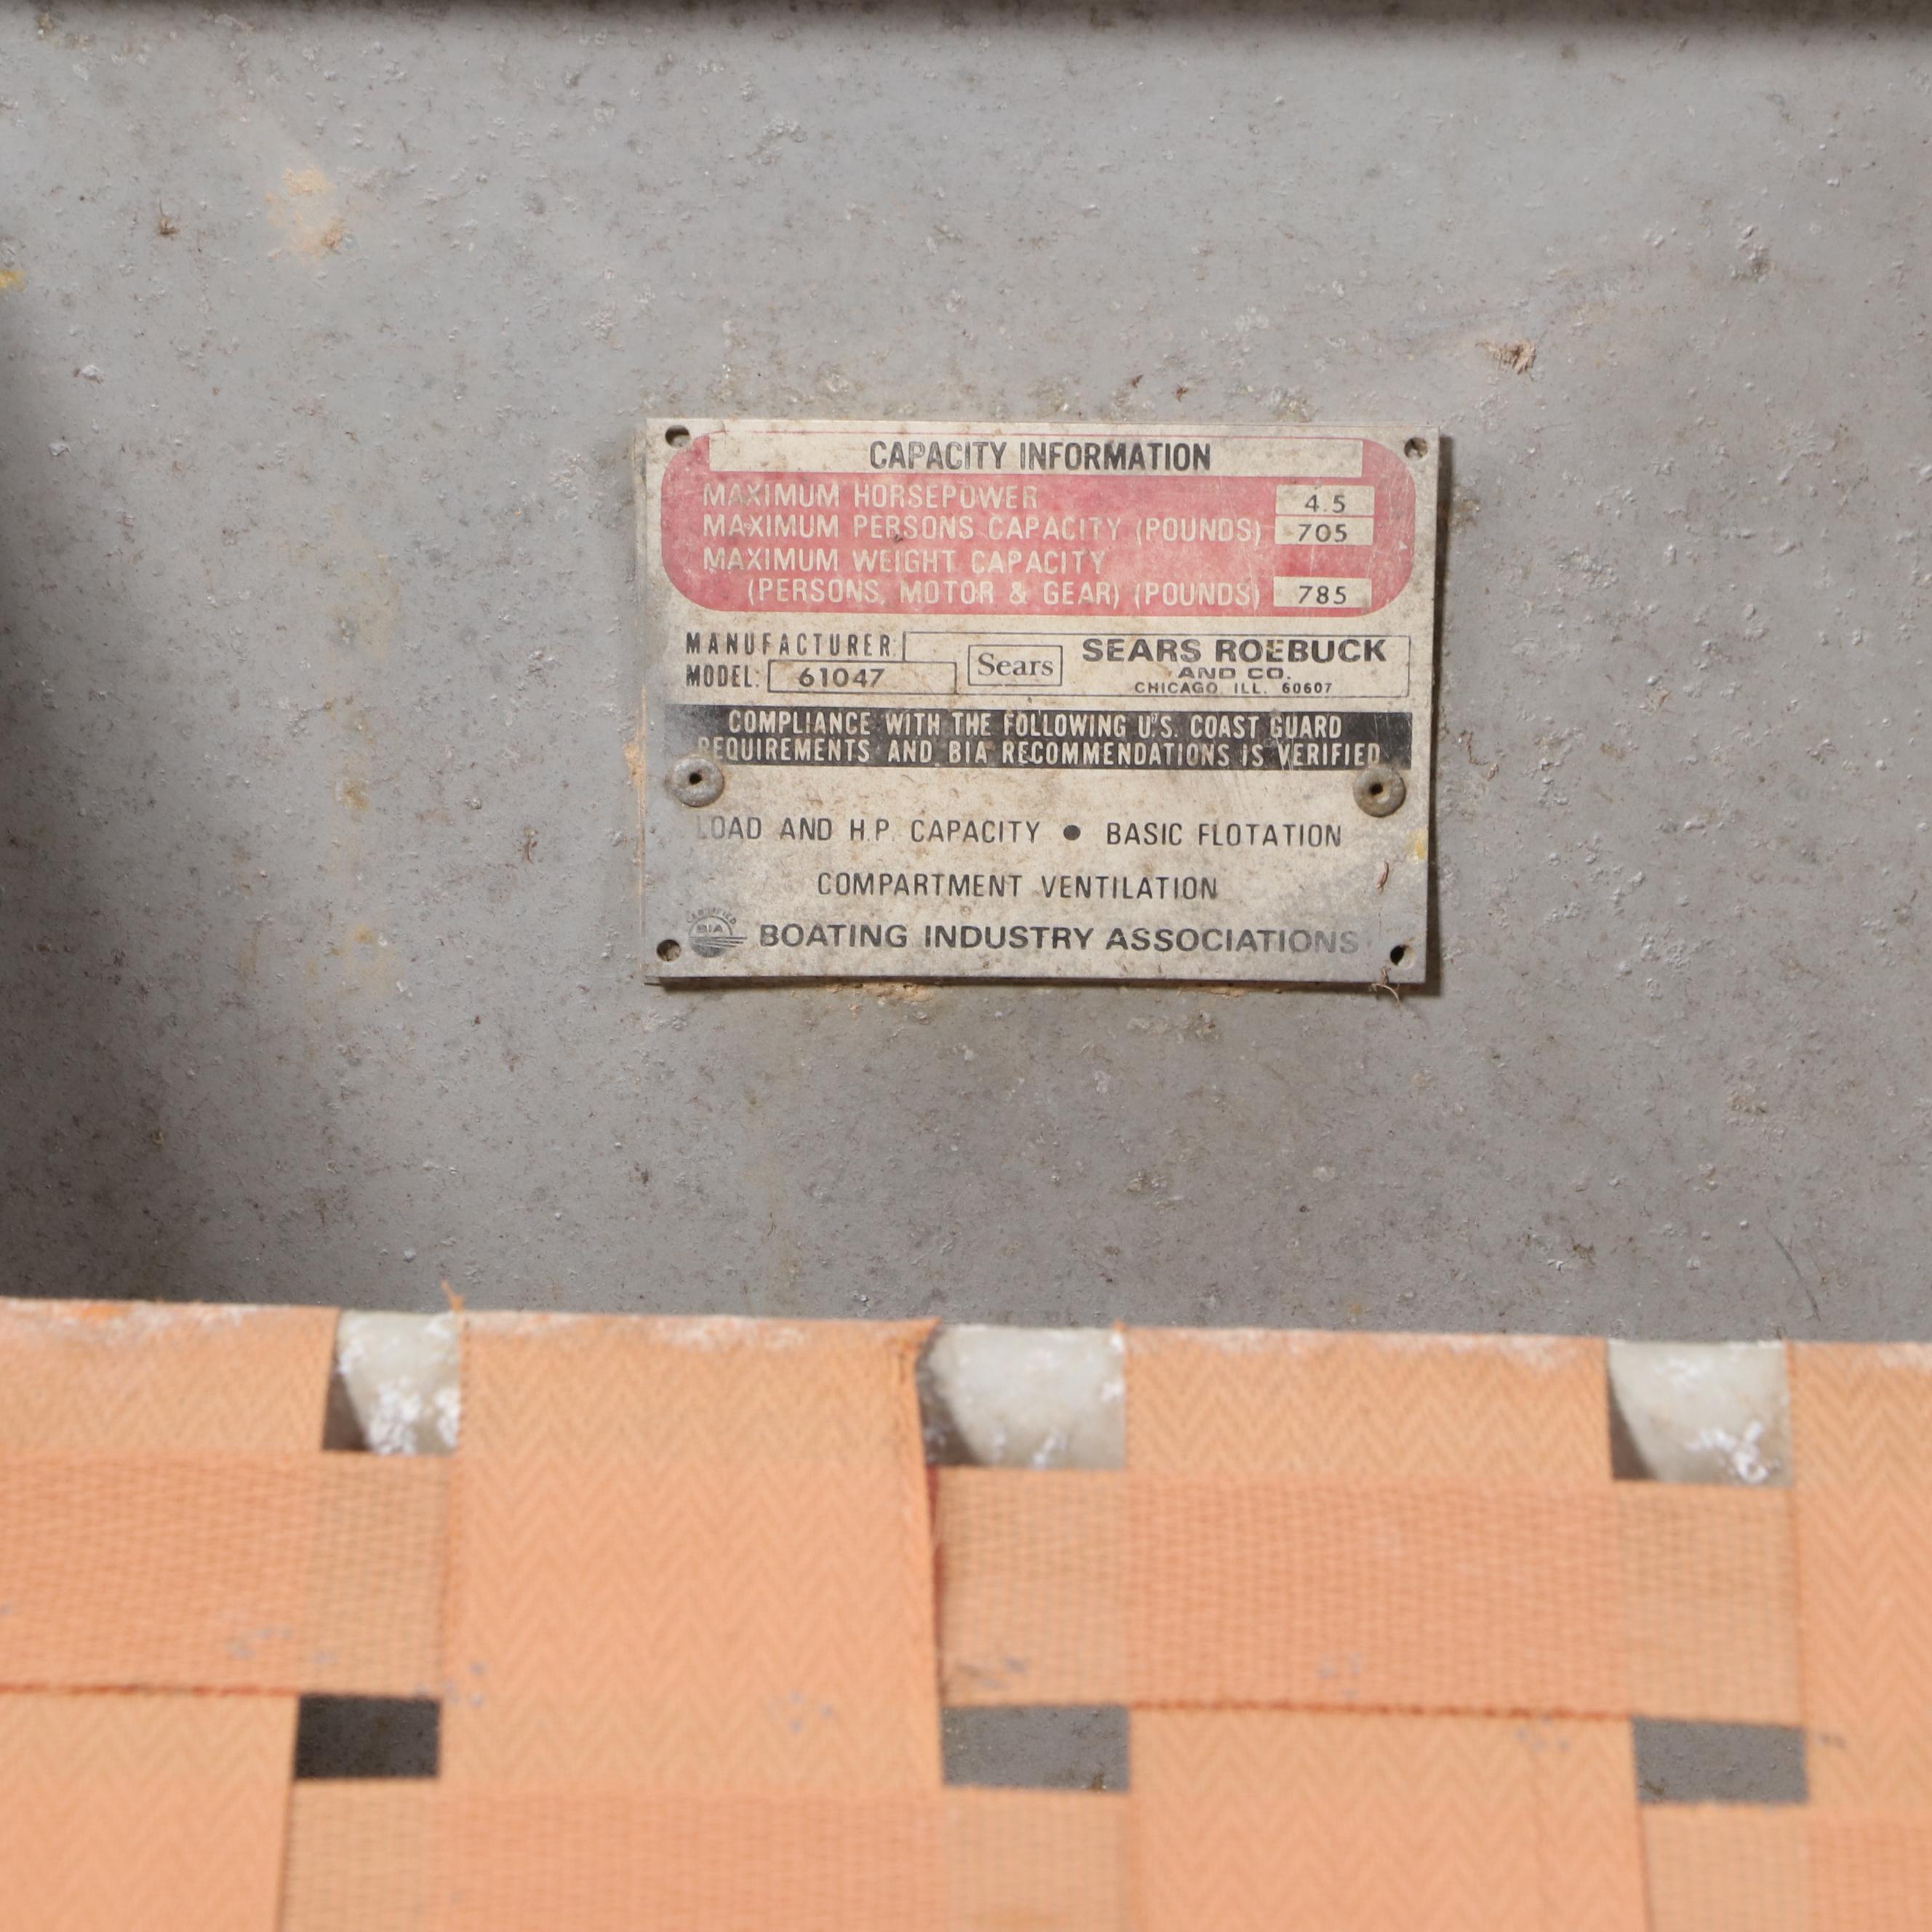 CAPACITY INFORMATION
MAXIMUM HORSEPOWER 4.5
MAXIMUM PERSONS CAPACITY (POUNDS) 705
MAXIMUM WEIGHT CAPACITY
(PERSONS, MOTOR & GEAR) (POUNDS) 785
MANUFACTURER:
MODEL: 61047
Sears
SEARS ROEBUCK
AND CO.
CHICAGO, ILL. 60607
COMPLIANCE WITH THE FOLLOWING U.S. COAST GUARD
REQUIREMENTS AND BIA RECOMMENDATIONS IS VERIFIED
LOAD AND H.P. CAPACITY ● BASIC FLOTATION
COMPARTMENT VENTILATION
CERTIFIED
BIA
BOATING INDUSTRY ASSOCIATIONS